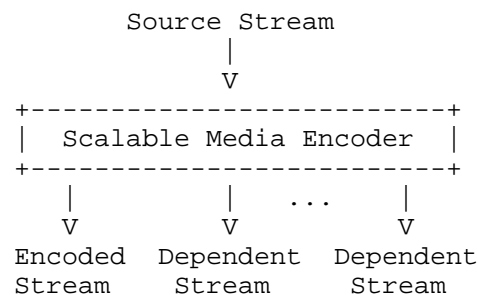 Source Stream
|
V
+--------------------------+
|  Scalable Media Encoder  |
+--------------------------+
|         |   ...    |
V         V          V
Encoded  Dependent  Dependent
Stream    Stream     Stream